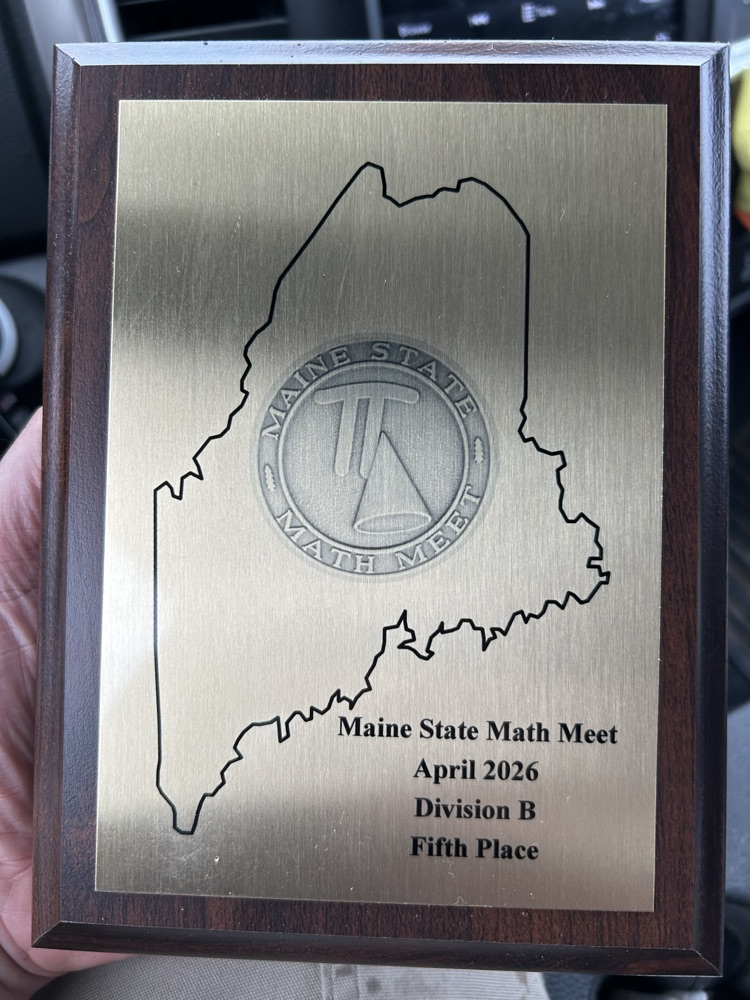 MAINE STATE
MATH MEET
Maine State Math Meet
April 2026
Division B
Fifth Place